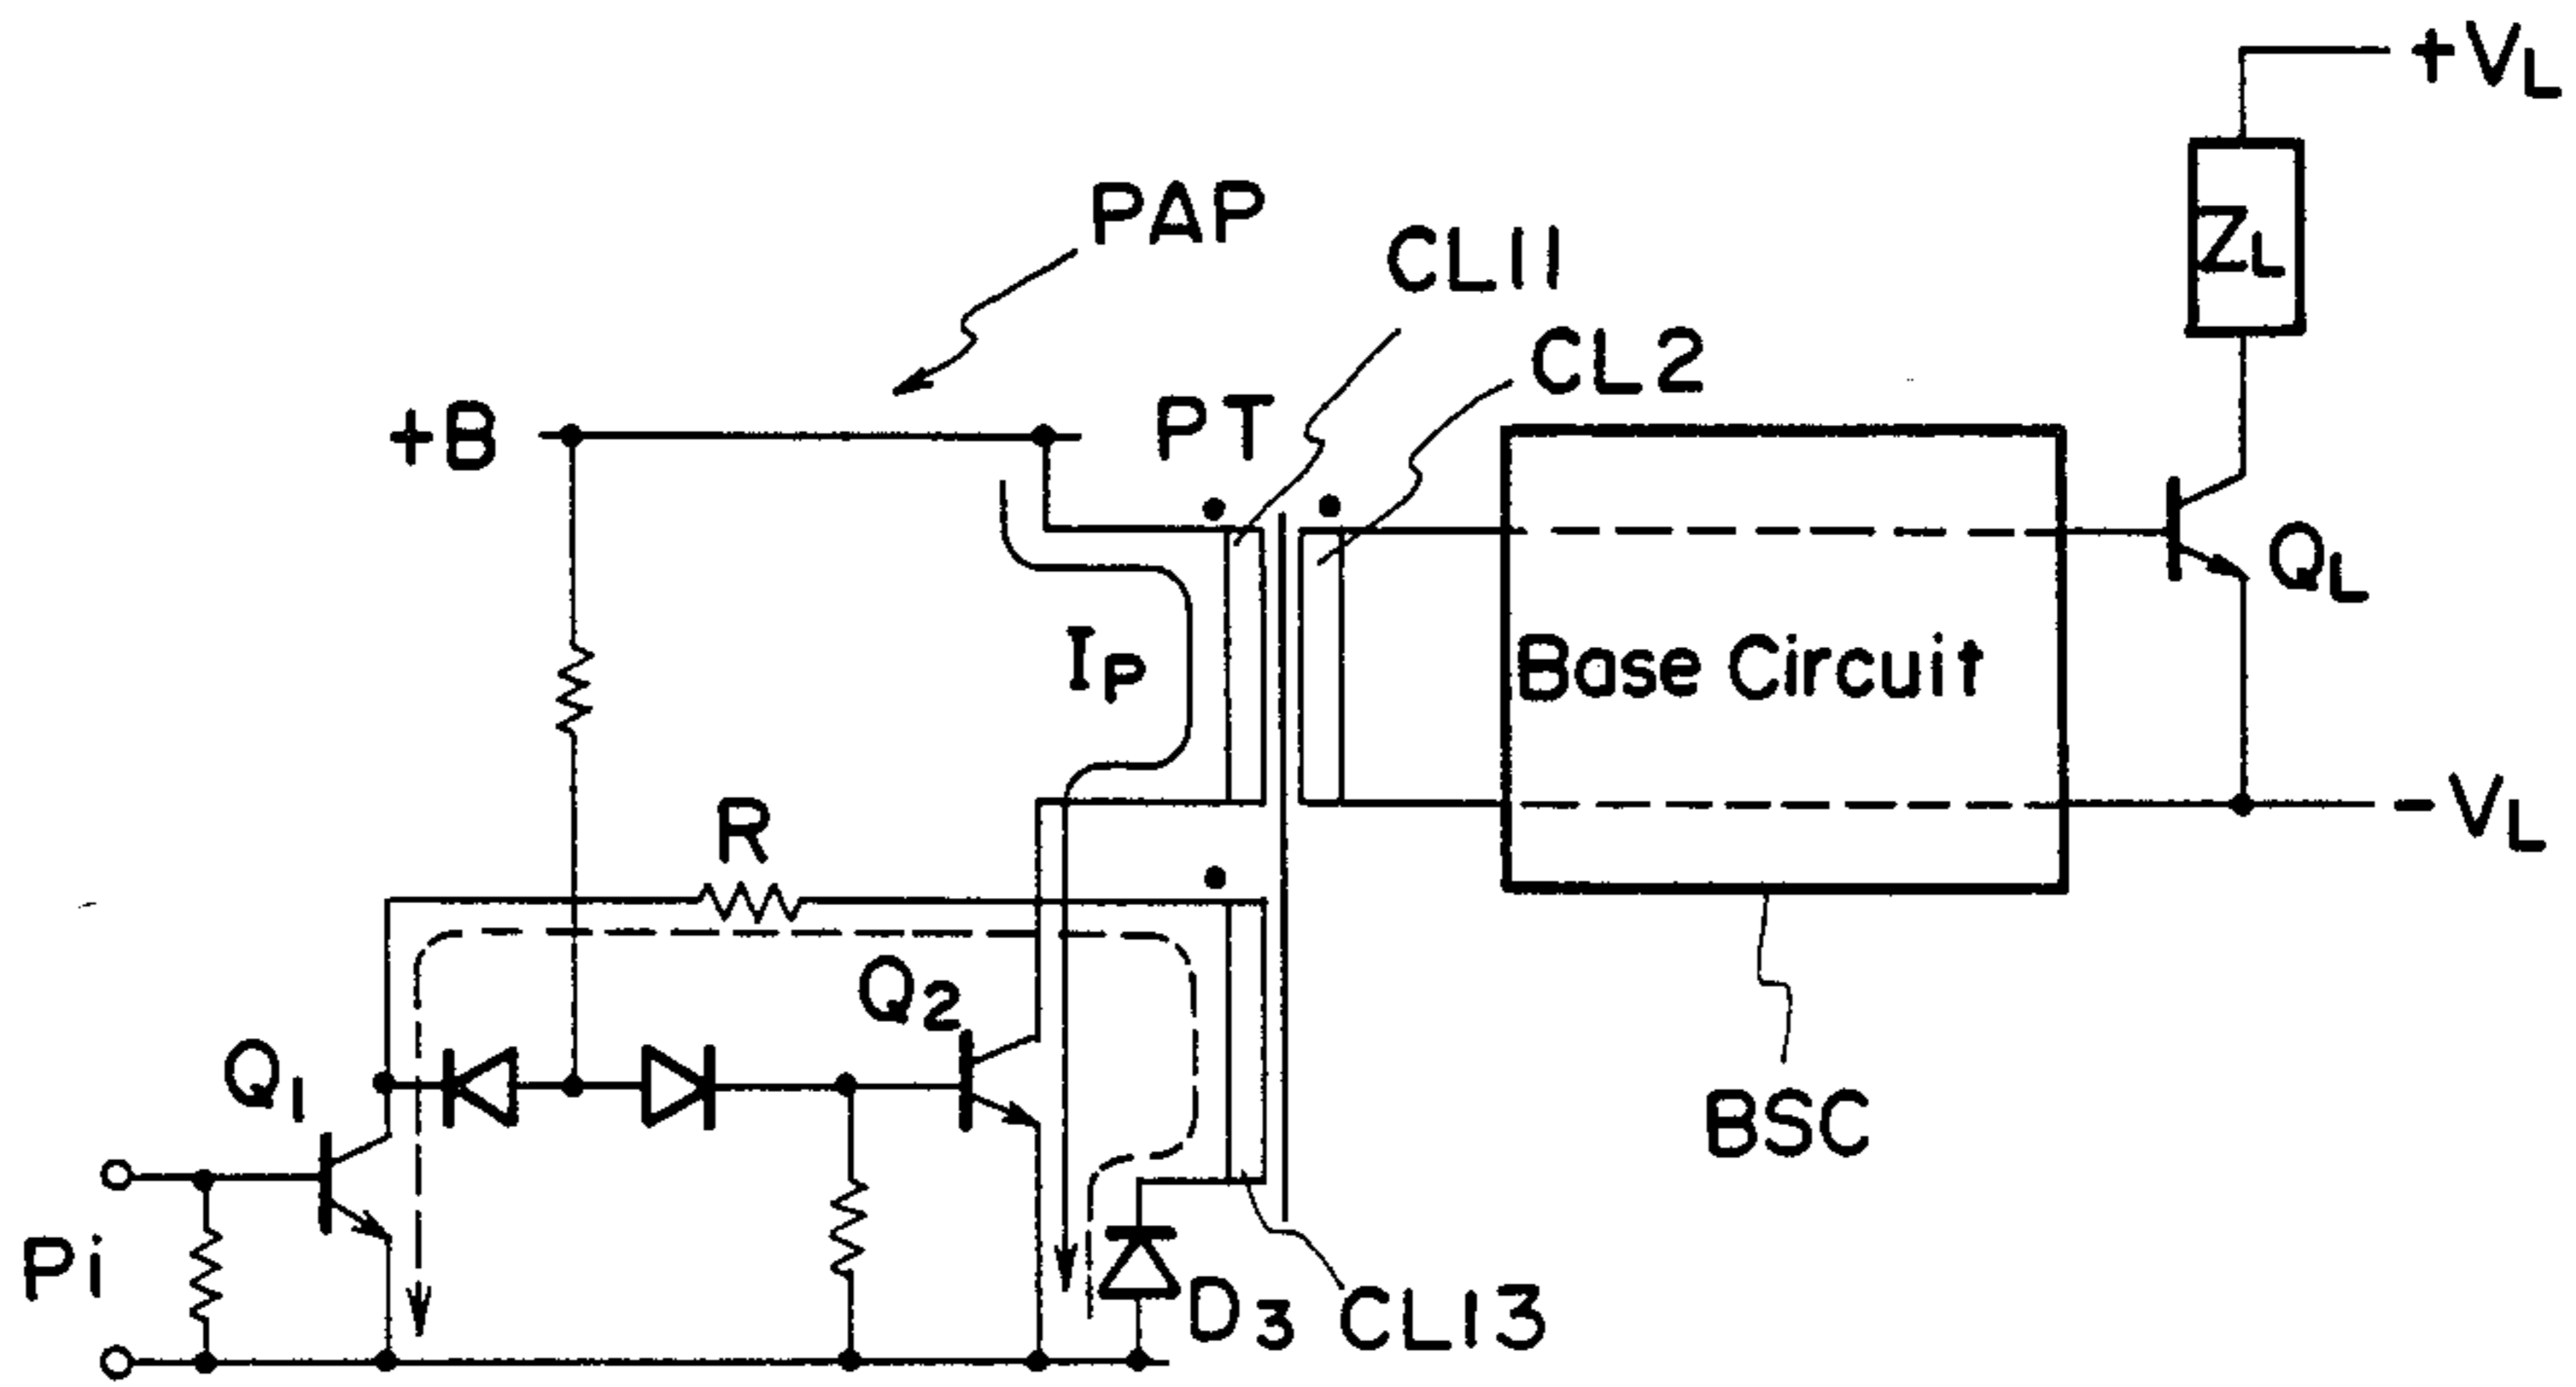 +VL
PAP
CL11
ZL
CL2
PT
+B
QL
IP
Base Circuit
R
-VL
Q2
Q1
BSC
Pi
D3
CL13